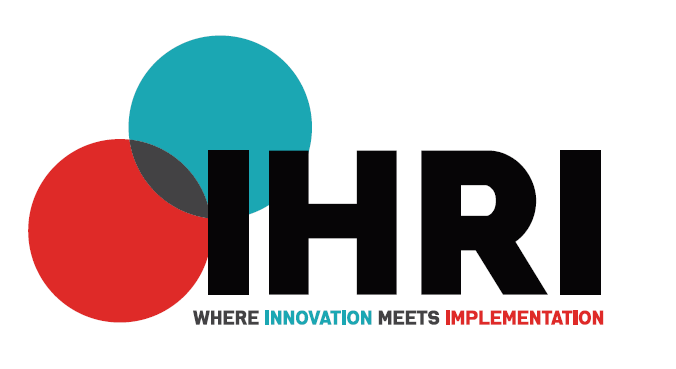 IHRI
WHERE INNOVATION MEETS IMPLEMENTATION